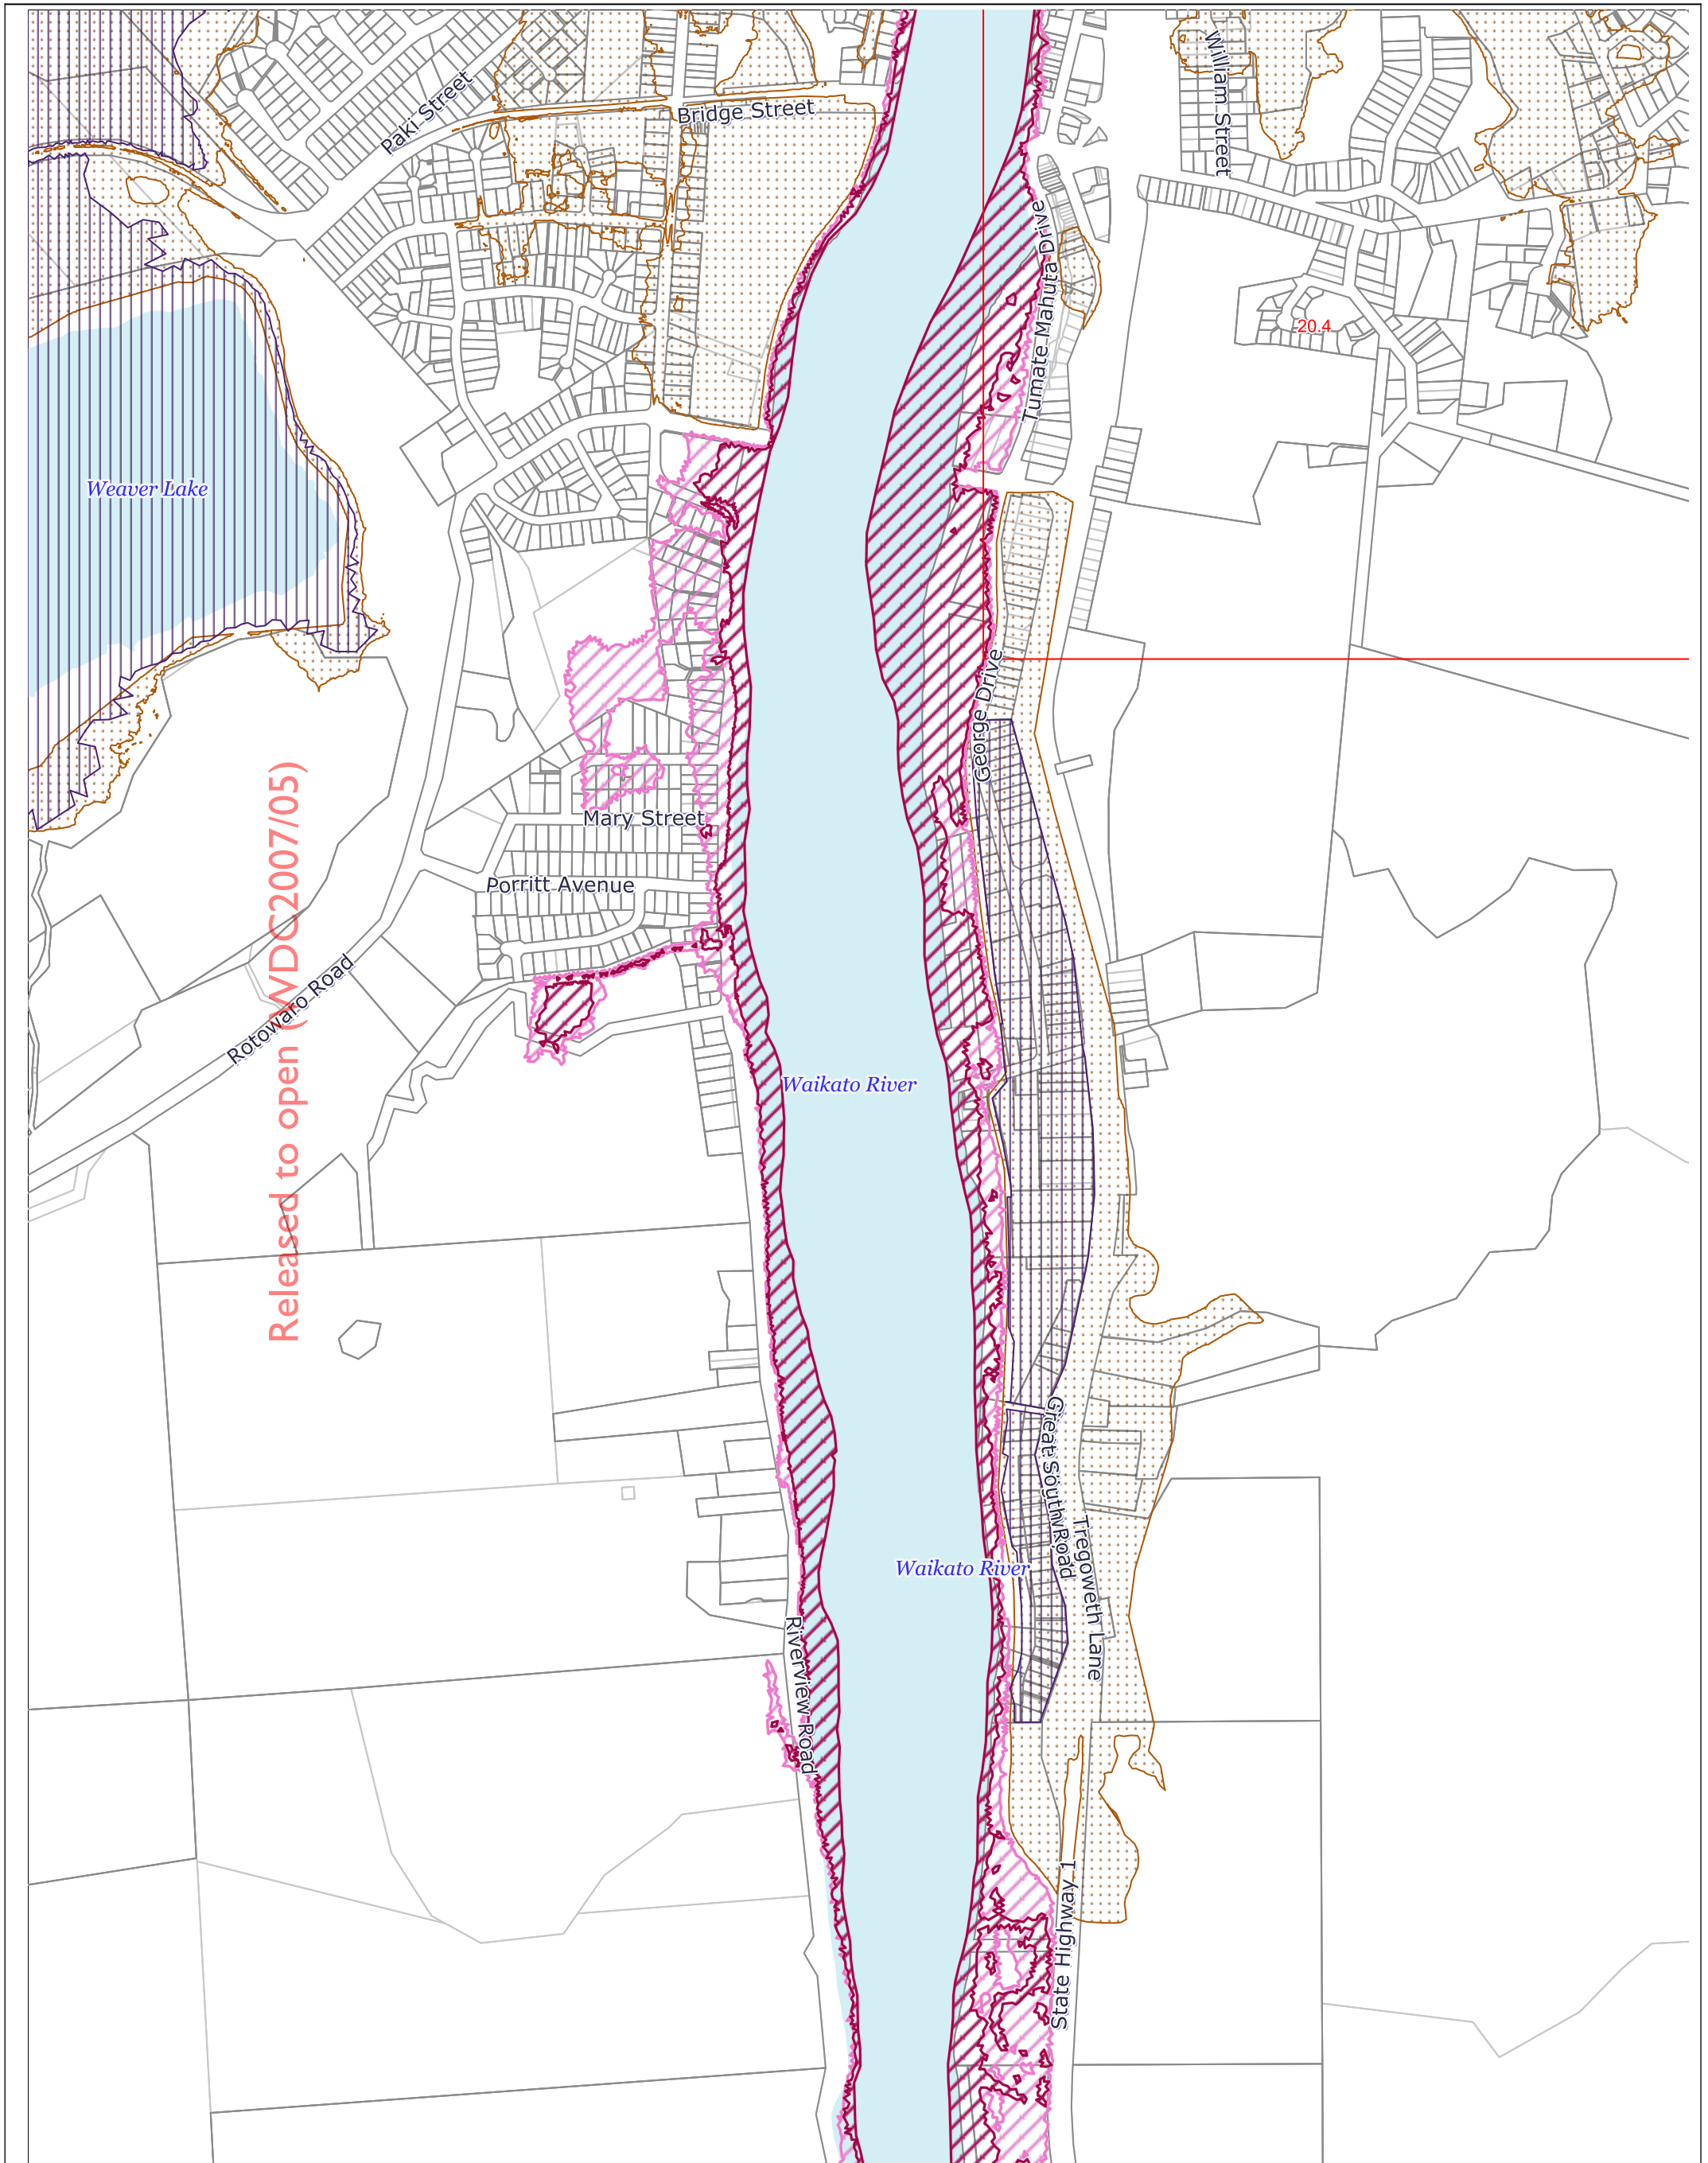 William Street
Paki Street
Bridge Street
Tumate Mahuta Drive
20.4
Weaver Lake
George Drive
Released to open (WDC2007/05)
Mary Street
Porritt Avenue
Rotowaro Road
Waikato River
Great South Road
Tregoweth Lane
Waikato River
Riverview Road
State Highway 1